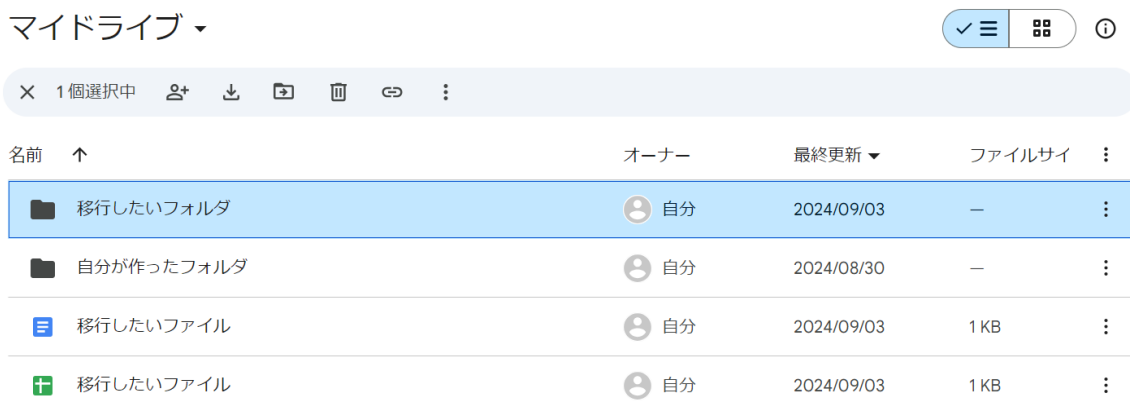 マイドライブ
1個選択中
名前 オーナー 最終更新 ファイルサイ
移行したいフォルダ 自分 2024/09/03 —
自分が作ったフォルダ 自分 2024/08/30 —
移行したいファイル 自分 2024/09/03 1 KB
移行したいファイル 自分 2024/09/03 1 KB